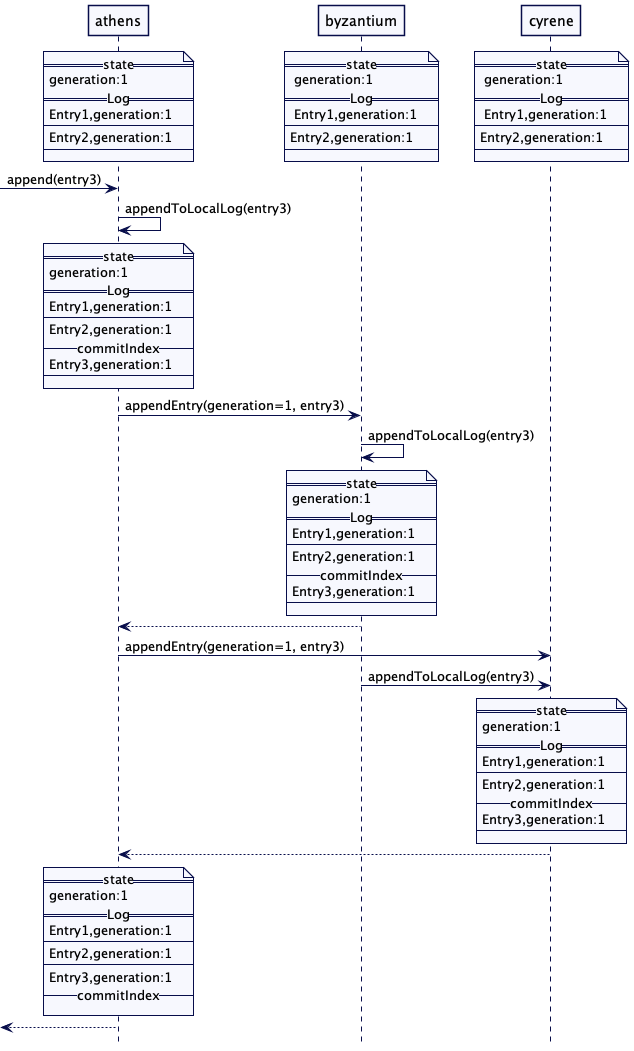 athens
byzantium
cyrene
state
generation:1
Log
Entry1,generation:1
Entry2,generation:1
state
generation:1
Log
Entry1,generation:1
Entry2,generation:1
state
generation:1
Log
Entry1,generation:1
Entry2,generation:1
append(entry3)
appendToLocalLog(entry3)
state
generation:1
Log
Entry1,generation:1
Entry2,generation:1
commitIndex
Entry3,generation:1
appendEntry(generation=1, entry3)
appendToLocalLog(entry3)
state
generation:1
Log
Entry1,generation:1
Entry2,generation:1
commitIndex
Entry3,generation:1
appendEntry(generation=1, entry3)
appendToLocalLog(entry3)
state
generation:1
Log
Entry1,generation:1
Entry2,generation:1
commitIndex
Entry3,generation:1
state
generation:1
Log
Entry1,generation:1
Entry2,generation:1
Entry3,generation:1
commitIndex